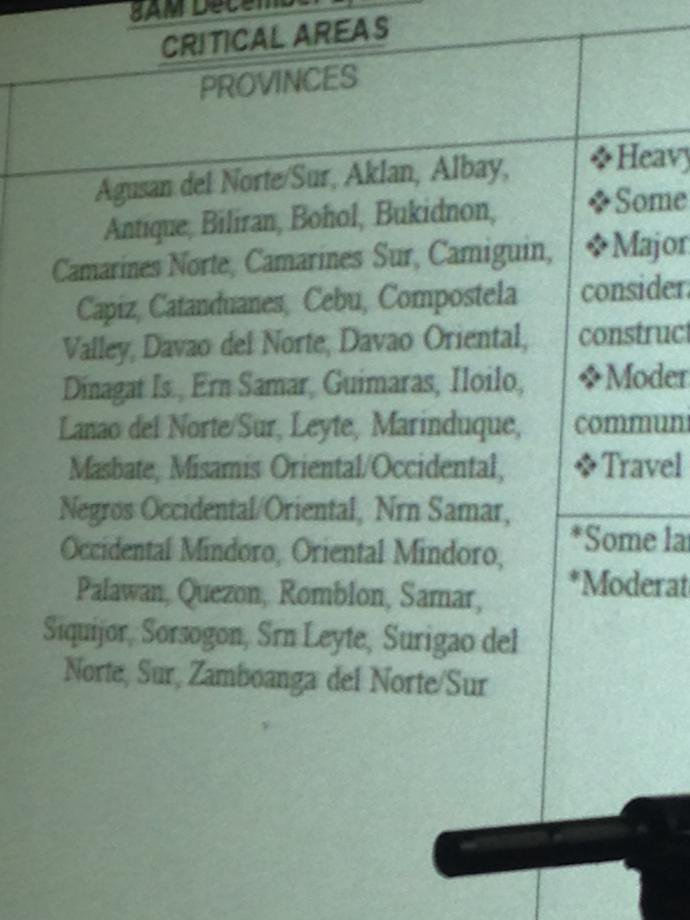 8AM December
CRITICAL AREAS
PROVINCES
Agusan del Norte/Sur, Aklan, Albay,
Antique, Biliran, Bohol, Bukidnon,
Camarines Norte, Camarines Sur, Camiguin,
Capiz, Catanduanes, Cebu, Compostela
Valley, Davao del Norte, Davao Oriental,
Dinagat Is., Ern Samar, Guimaras, Iloilo,
Lanao del Norte/Sur, Leyte, Marinduque,
Masbate, Misamis Oriental/Occidental,
Negros Occidental/Oriental, Nrn Samar,
Occidental Mindoro, Oriental Mindoro,
Palawan, Quezon, Romblon, Samar,
Siquijor, Sorsogon, Srn Leyte, Surigao del
Norte, Sur, Zamboanga del Norte/Sur
❖Heavy
❖Some
❖Major
consider
construct
❖Moder
commun
❖Travel
*Some lan
*Moderat